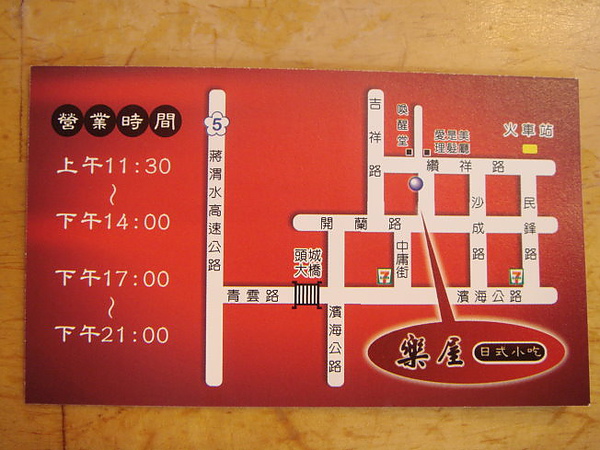 營業時間
上午11:30
~
下午14:00
下午17:00
~
下午21:00
5
蔣渭水高速公路
吉祥路
喚醒堂
愛是美
理髮廳
火車站
纘祥路
開蘭路
沙成路
民鋒路
中庸街
頭城
大橋
青雲路
濱海公路
濱海公路
7
7
樂屋
日式小吃